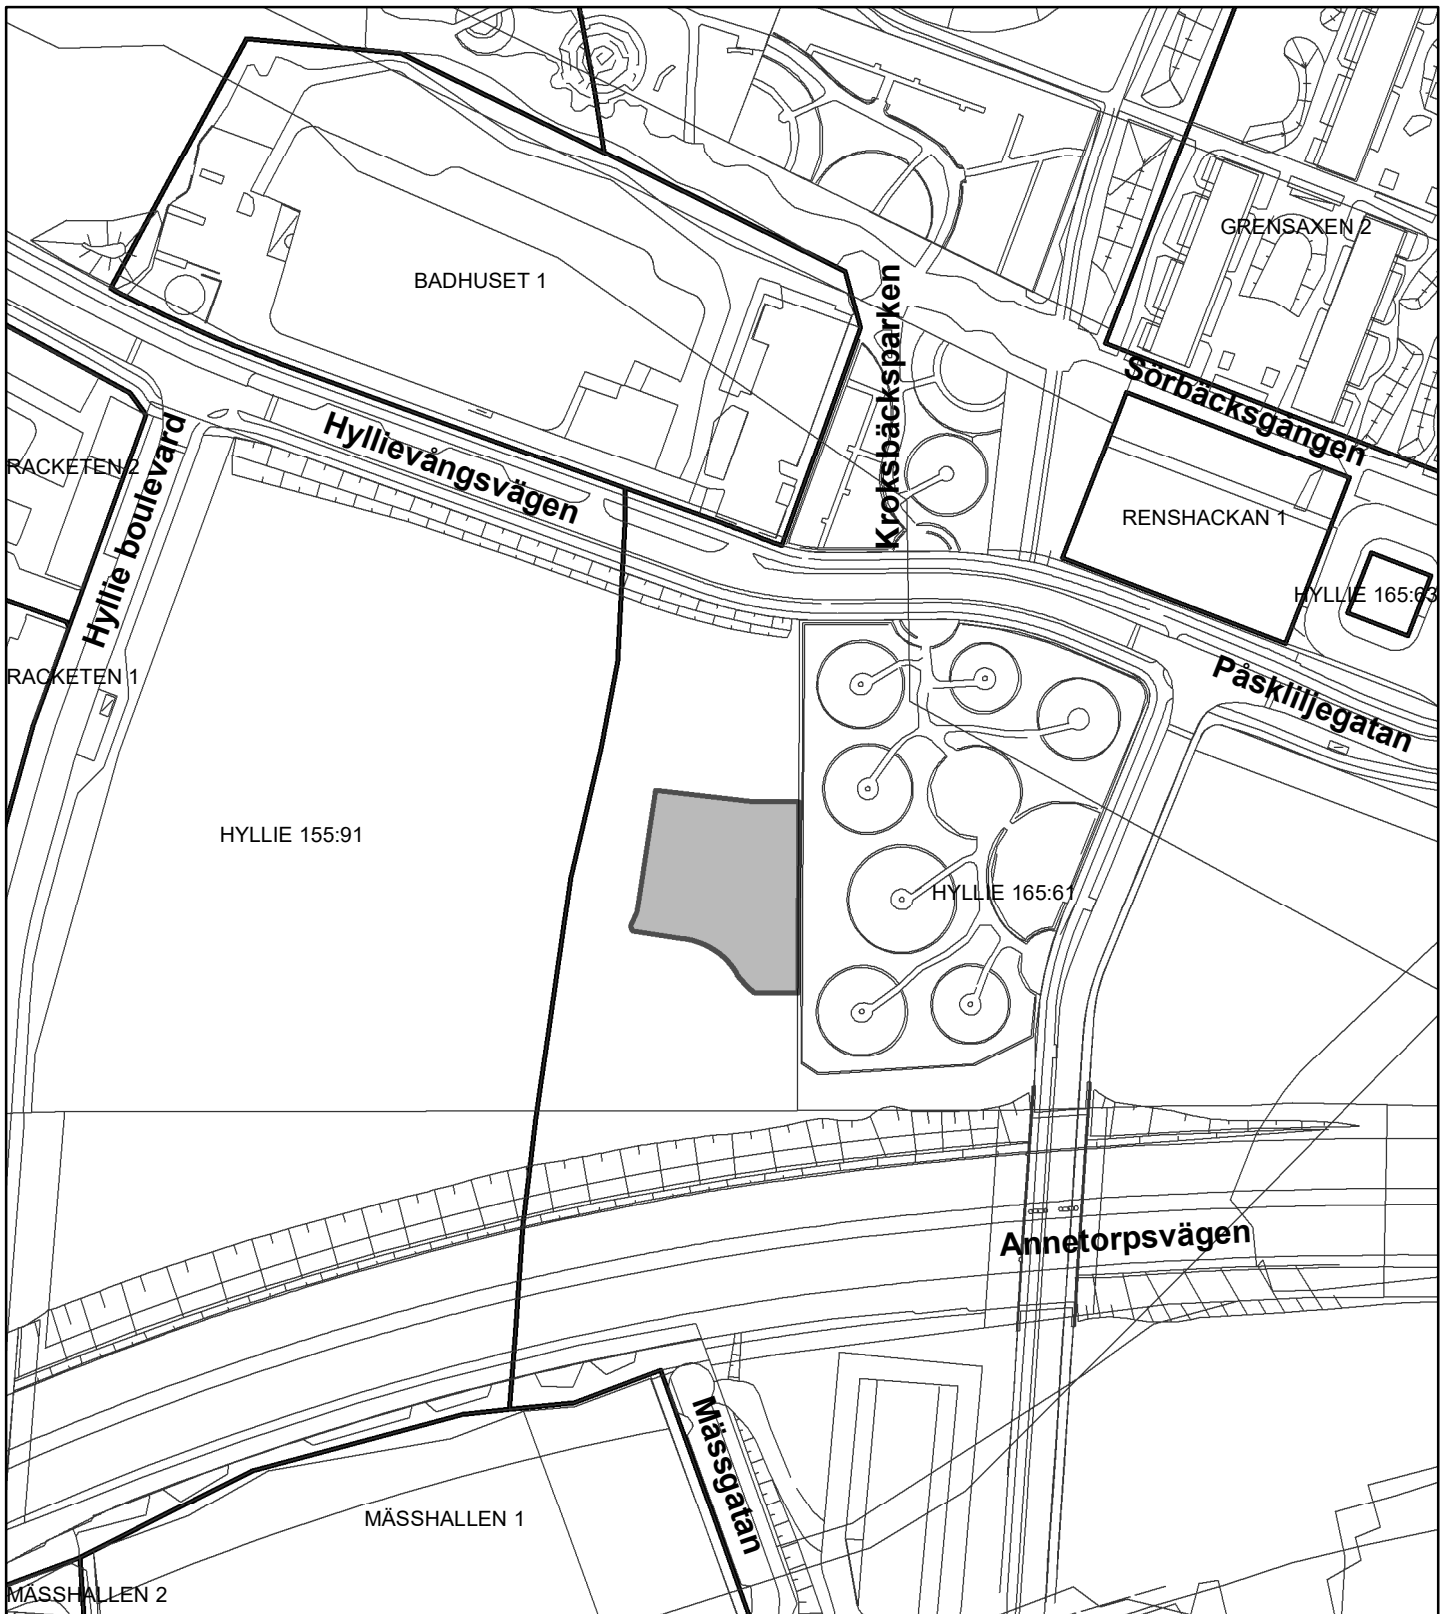 GRENSAXEN 2
BADHUSET 1
Kroksbäcksparken
Sörbäcksgången
Hyllievångsvägen
Hyllie boulevard
RACKETEN 2
RENSHACKAN 1
HYLLIE 165:63
RACKETEN 1
Påskliljegatan
HYLLIE 155:91
HYLLIE 165:61
Annetorpsvägen
Mässgatan
MÄSSHALLEN 1
MÄSSHALLEN 2